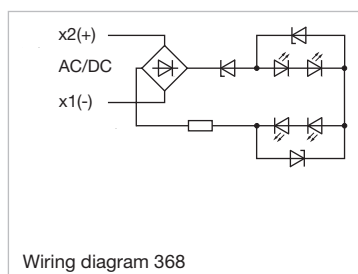 x2(+)
AC/DC
x1(-)
Wiring diagram 368